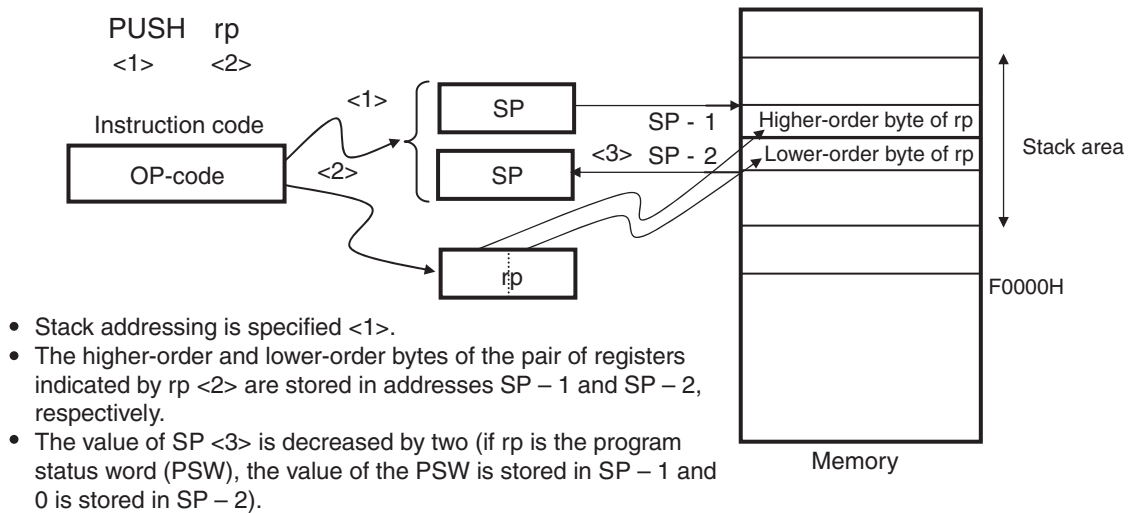 PUSH rp
<1> <2>
<1>
SP
SP - 1
Higher-order byte of rp
Instruction code
OP-code
<2>
SP
<3> SP - 2
Lower-order byte of rp
Stack area
rp
F0000H
Memory
• Stack addressing is specified <1>.
• The higher-order and lower-order bytes of the pair of registers
indicated by rp <2> are stored in addresses SP – 1 and SP – 2,
respectively.
• The value of SP <3> is decreased by two (if rp is the program
status word (PSW), the value of the PSW is stored in SP – 1 and
0 is stored in SP – 2).